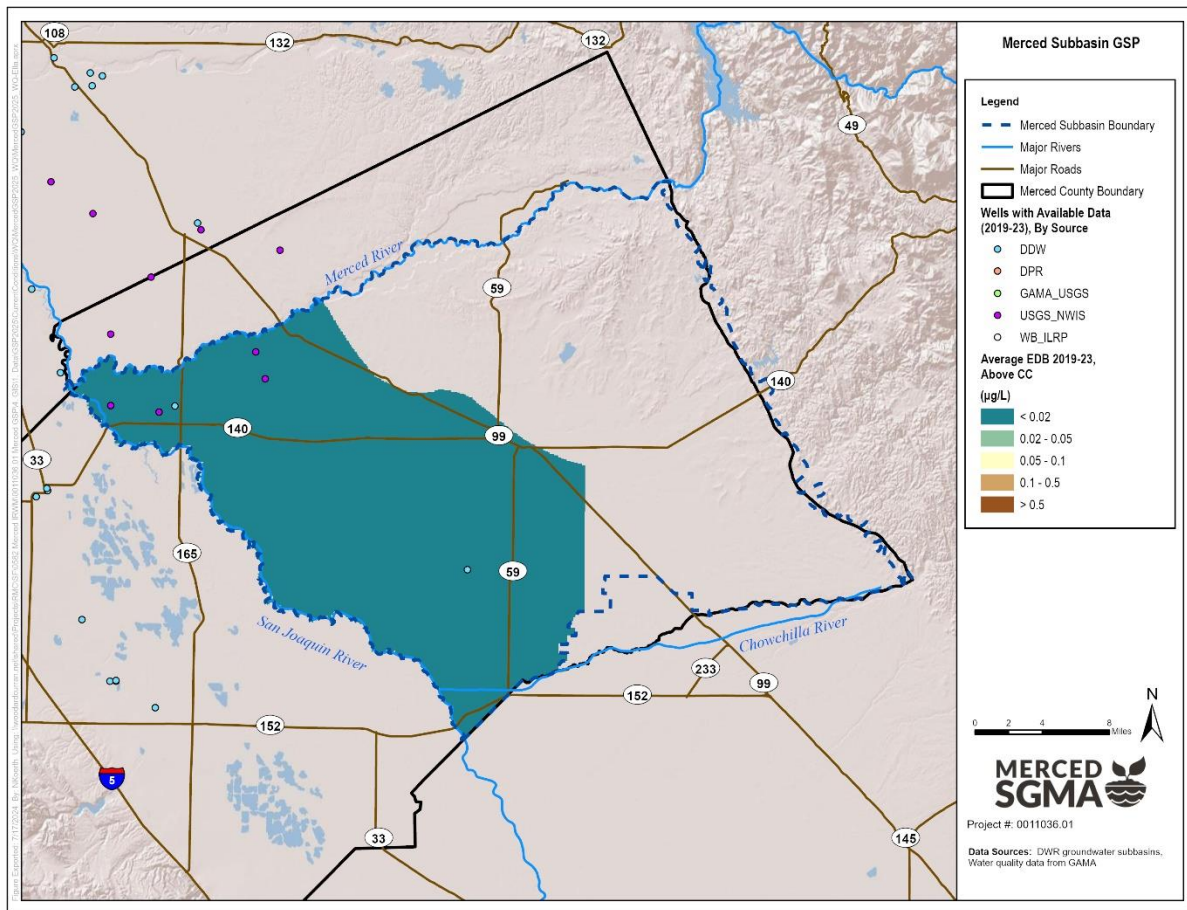 108
132
132
49
Merced River
59
140
33
140
99
165
59
San Joaquin River
Chowchilla River
233
152
99
152
5
33
145
Merced Subbasin GSP
Legend
Merced Subbasin Boundary
Major Rivers
Major Roads
Merced County Boundary
Wells with Available Data
(2019-23), By Source
DDW
DPR
GAMA_USGS
USGS_NWIS
WB_ILRP
Average EDB 2019-23,
Above CC
(µg/L)
< 0.02
0.02 - 0.05
0.05 - 0.1
0.1 - 0.5
> 0.5
N
0 2 4 8
Miles
MERCED
SGMA
Project #: 0011036.01
Data Sources: DWR groundwater subbasins,
Water quality data from GAMA